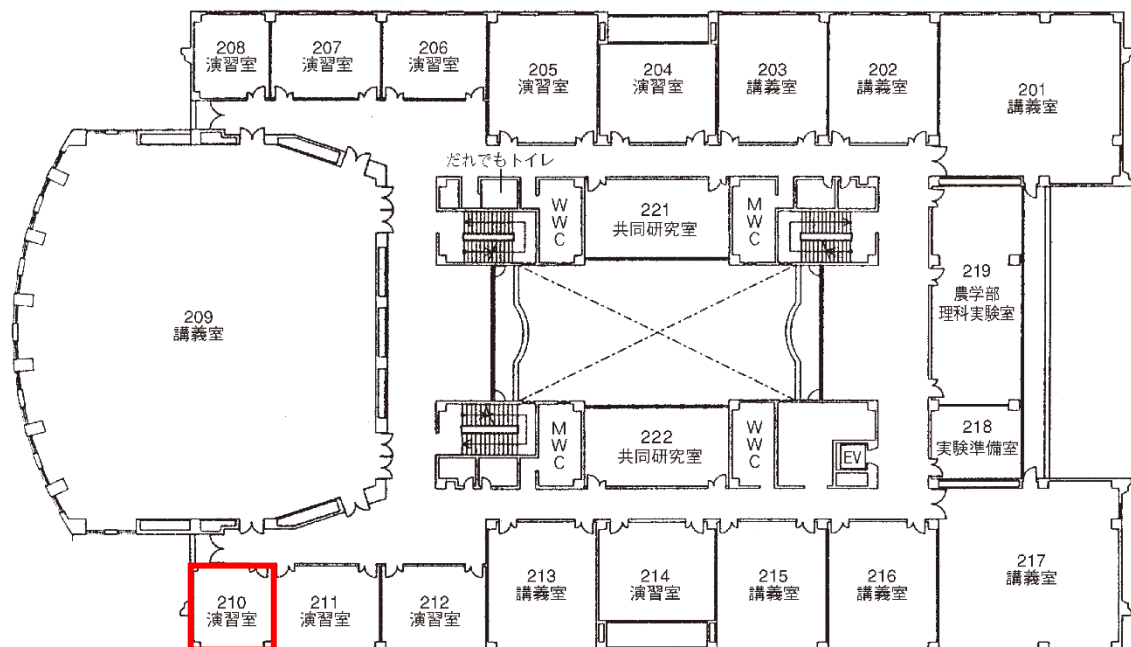 208
演習室
207
演習室
206
演習室
205
演習室
204
演習室
203
講義室
202
講義室
201
講義室
だれでもトイレ
WWC
221
共同研究室
MWC
219
農学部
理科実験室
209
講義室
MWC
222
共同研究室
WWC
EV
218
実験準備室
210
演習室
211
演習室
212
演習室
213
講義室
214
演習室
215
講義室
216
講義室
217
講義室